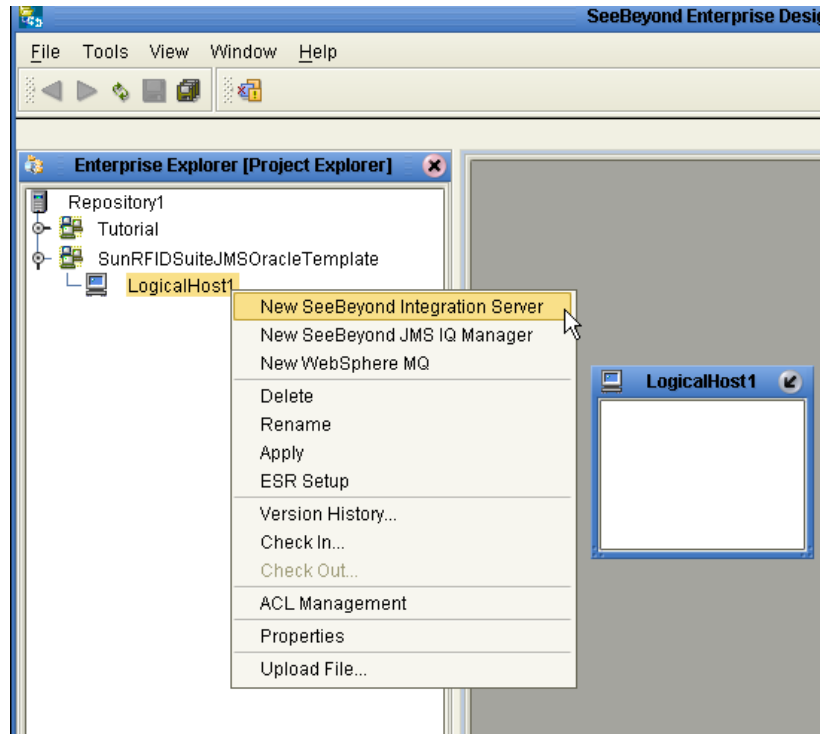 SeeBeyond Enterprise Desi
File Tools View Window Help
Enterprise Explorer [Project Explorer]
Repository1
Tutorial
SunRFIDSuiteJMSOracleTemplate
LogicalHost1
New SeeBeyond Integration Server
New SeeBeyond JMS IQ Manager
New WebSphere MQ
Delete
Rename
Apply
ESR Setup
Version History...
Check In...
Check Out...
ACL Management
Properties
Upload File...
LogicalHost1